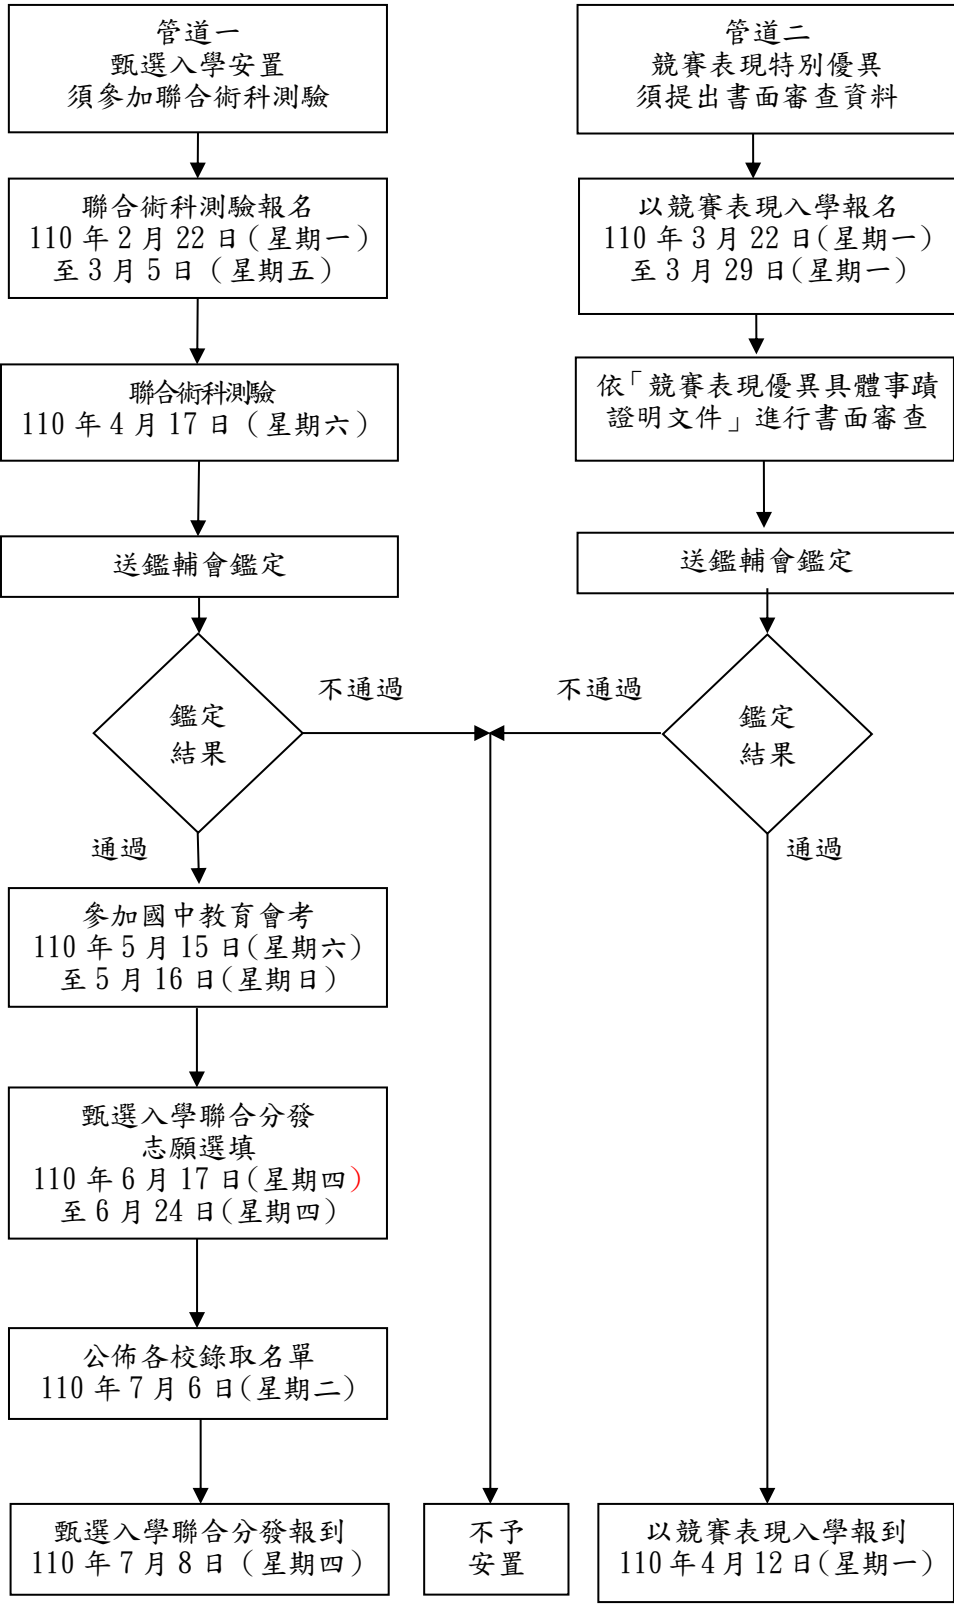 管道一
甄選入學安置
須參加聯合術科測驗
聯合術科測驗報名
110 年 2 月 22 日（星期一）
至 3 月 5 日（星期五）
聯合術科測驗
110 年 4 月 17 日（星期六）
送鑑輔會鑑定
鑑定
結果
不通過
通過
參加國中教育會考
110 年 5 月 15 日(星期六)
至 5 月 16 日(星期日)
甄選入學聯合分發
志願選填
110 年 6 月 17 日(星期四)
至 6 月 24 日(星期四)
公佈各校錄取名單
110 年 7 月 6 日(星期二)
甄選入學聯合分發報到
110 年 7 月 8 日（星期四）
不予
安置
管道二
競賽表現特別優異
須提出書面審查資料
以競賽表現入學報名
110 年 3 月 22 日(星期一)
至 3 月 29 日(星期一)
依「競賽表現優異具體事蹟
證明文件」進行書面審查
送鑑輔會鑑定
鑑定
結果
不通過
通過
以競賽表現入學報到
110 年 4 月 12 日(星期一)